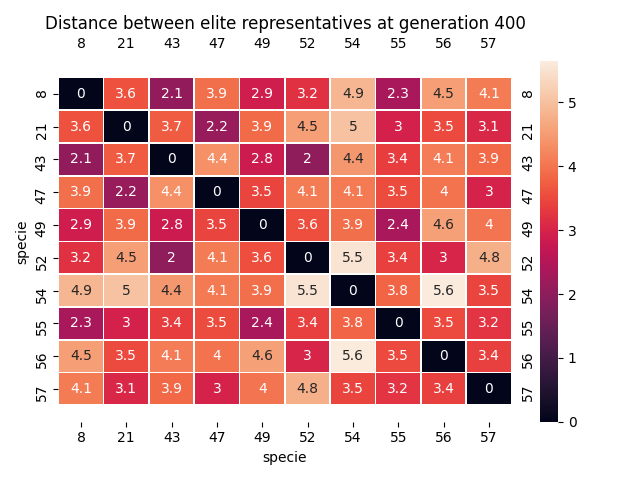 Distance between elite representatives at generation 400
8 21 43 47 49 52 54 55 56 57
8 0 3.6 2.1 3.9 2.9 3.2 4.9 2.3 4.5 4.1 8
21 3.6 0 3.7 2.2 3.9 4.5 5 3 3.5 3.1 21
43 2.1 3.7 0 4.4 2.8 2 4.4 3.4 4.1 3.9 43
47 3.9 2.2 4.4 0 3.5 4.1 4.1 3.5 4 3 47
49 2.9 3.9 2.8 3.5 0 3.6 3.9 2.4 4.6 4 49
52 3.2 4.5 2 4.1 3.6 0 5.5 3.4 3 4.8 52
54 4.9 5 4.4 4.1 3.9 5.5 0 3.8 5.6 3.5 54
55 2.3 3 3.4 3.5 2.4 3.4 3.8 0 3.5 3.2 55
56 4.5 3.5 4.1 4 4.6 3 5.6 3.5 0 3.4 56
57 4.1 3.1 3.9 3 4 4.8 3.5 3.2 3.4 0 57
8 21 43 47 49 52 54 55 56 57
specie
specie
5
4
3
2
1
0